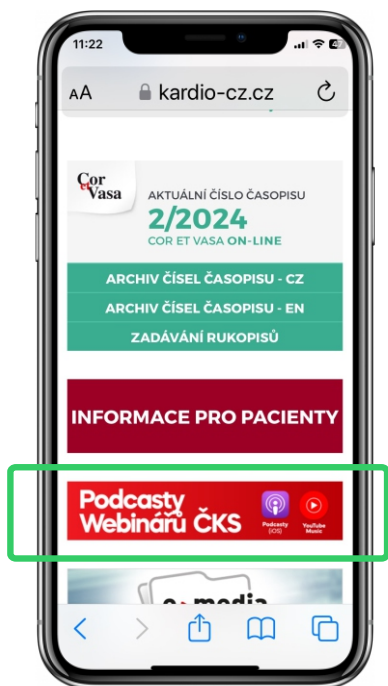 11:22
47
AA
kardio-cz.cz
Cor
et
Vasa
AKTUÁLNÍ ČÍSLO ČASOPISU
2/2024
COR ET VASA ON-LINE
ARCHIV ČÍSEL ČASOPISU - CZ
ARCHIV ČÍSEL ČASOPISU - EN
ZADÁVÁNÍ RUKOPISŮ
INFORMACE PRO PACIENTY
Podcasty
Webinářů ČKS
Podcasty
(iOS)
YouTube
Music